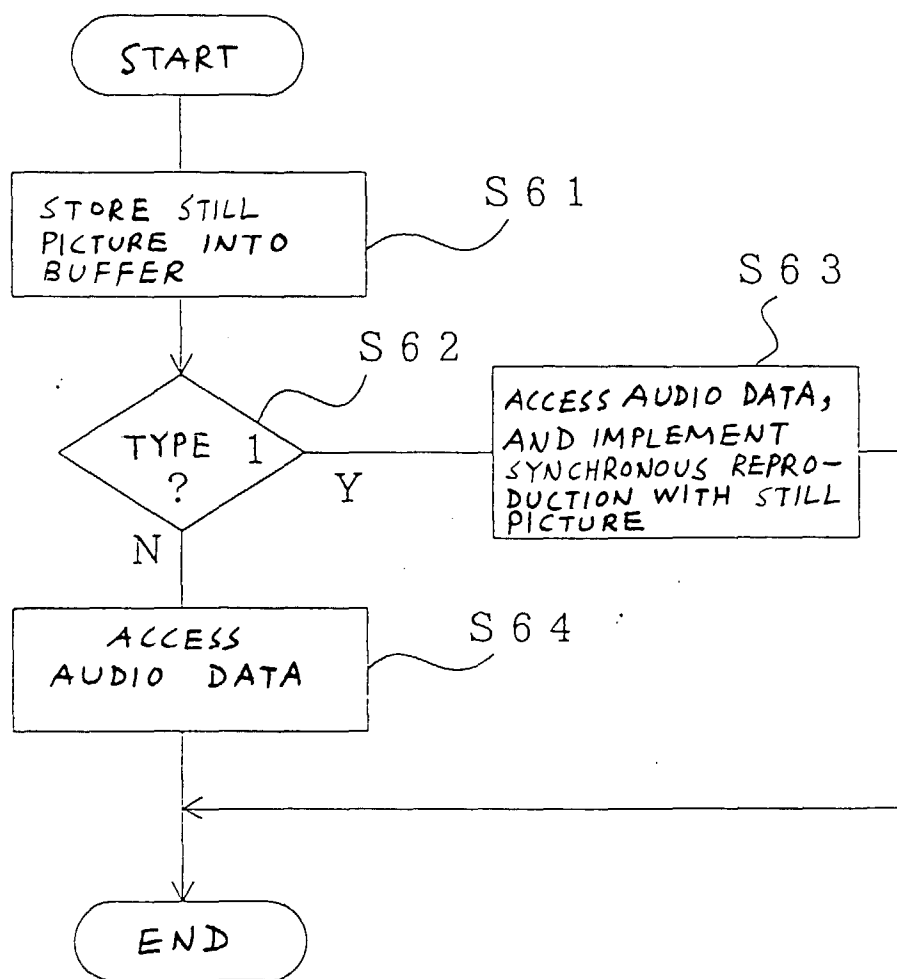 START
STORE STILL
PICTURE INTO
BUFFER
S61
S62
TYPE 1
?
Y
N
S63
ACCESS AUDIO DATA,
AND IMPLEMENT
SYNCHRONOUS REPRO-
DUCTION WITH STILL
PICTURE
ACCESS
AUDIO DATA
S64
END